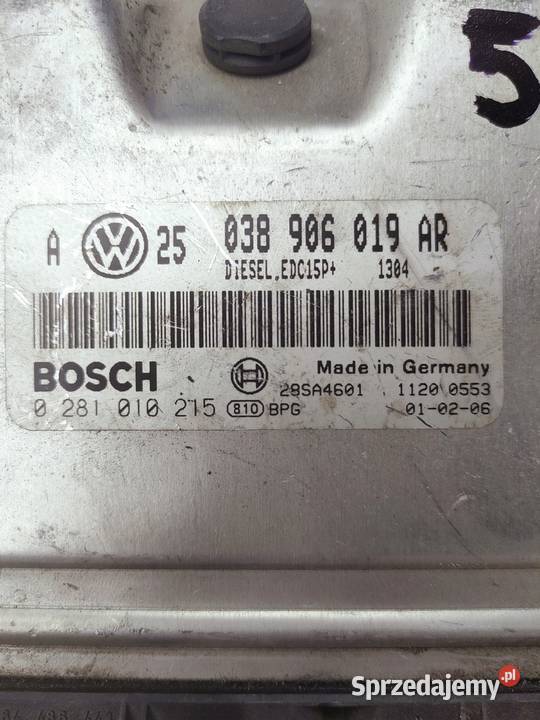 5
A VW 25 038 906 019 AR
DIESEL.EDC15P+ 1304
BOSCH
Made in Germany
28SA4601 1120 0553
0 281 010 215 810 BPG 01-02-06
Sprzedajemy.pl